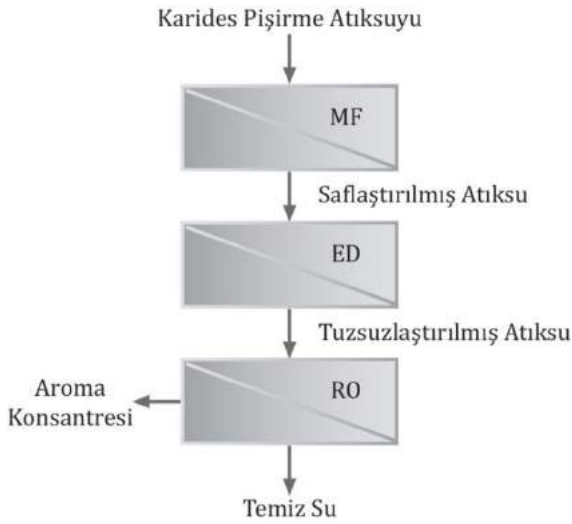 Karides Pişirme Atıksuyu
MF
Saflaştırılmış Atıksu
ED
Tuzsuzlaştırılmış Atıksu
RO
Aroma
Konsantresi
Temiz Su